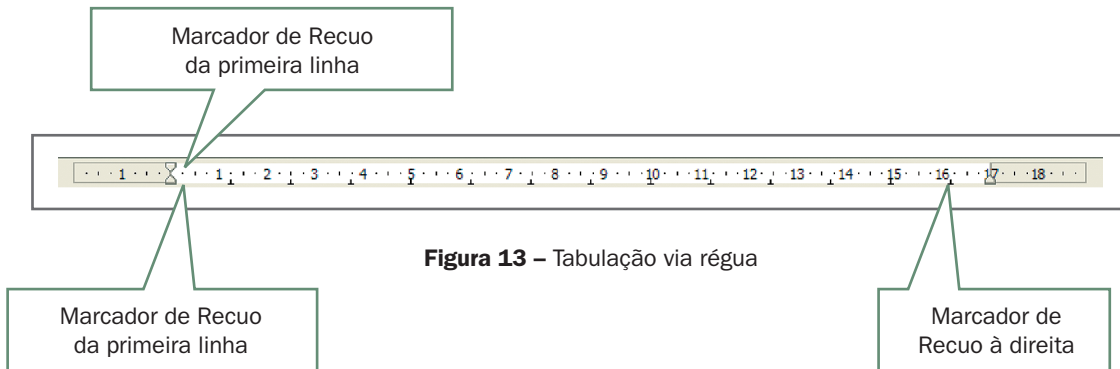 Marcador de Recuo
da primeira linha
1 1 2 3 4 5 6 7 8 9 10 11 12 13 14 15 16 17 18
Figura 13 – Tabulação via régua
Marcador de Recuo
da primeira linha
Marcador de
Recuo à direita